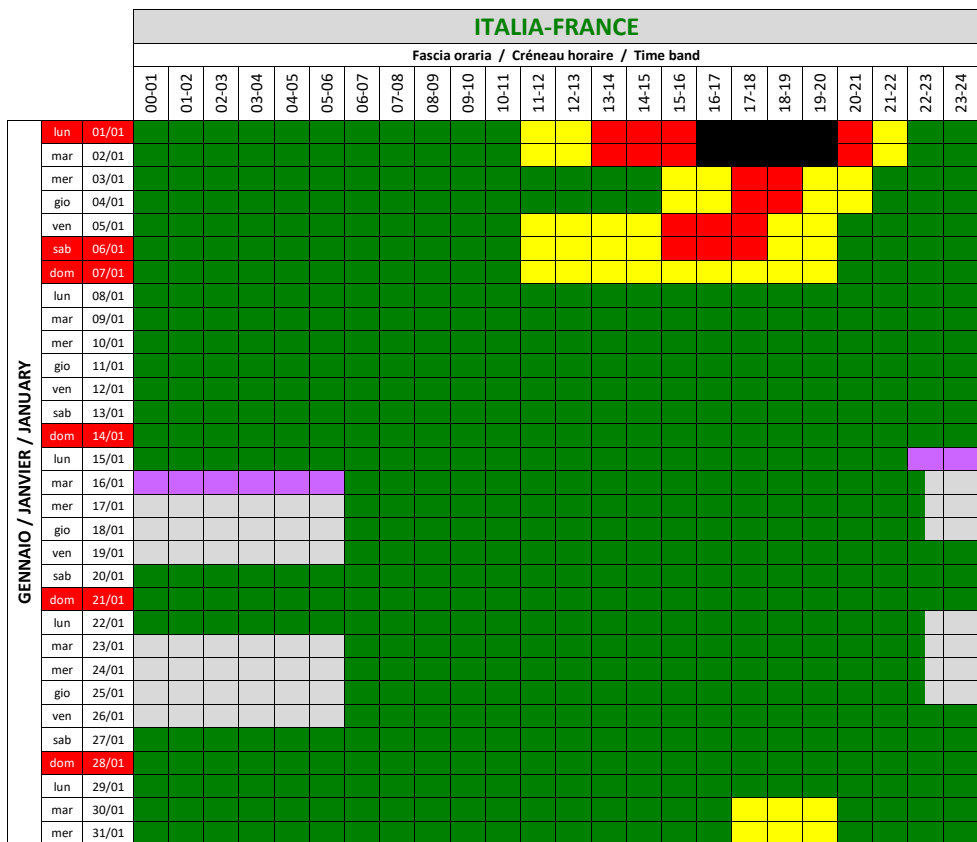 ITALIA-FRANCE
Fascia oraria / Créneau horaire / Time band
00-01 01-02 02-03 03-04 04-05 05-06 06-07 07-08 08-09 09-10 10-11 11-12 12-13 13-14 14-15 15-16 16-17 17-18 18-19 19-20 20-21 21-22 22-23 23-24
GENNAIO / JANVIER / JANUARY
lun 01/01
mar 02/01
mer 03/01
gio 04/01
ven 05/01
sab 06/01
dom 07/01
lun 08/01
mar 09/01
mer 10/01
gio 11/01
ven 12/01
sab 13/01
dom 14/01
lun 15/01
mar 16/01
mer 17/01
gio 18/01
ven 19/01
sab 20/01
dom 21/01
lun 22/01
mar 23/01
mer 24/01
gio 25/01
ven 26/01
sab 27/01
dom 28/01
lun 29/01
mar 30/01
mer 31/01